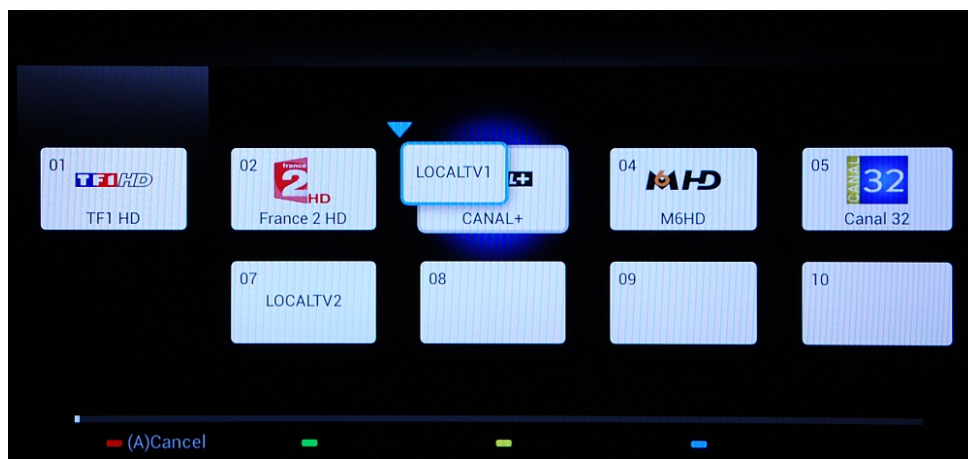 01
TF1 HD
TF1 HD
02
france
2
HD
France 2 HD
LOCALTV1
L+
CANAL+
04
M6 HD
M6HD
05
CANAL
32
Canal 32
07
LOCALTV2
08
09
10
(A)Cancel